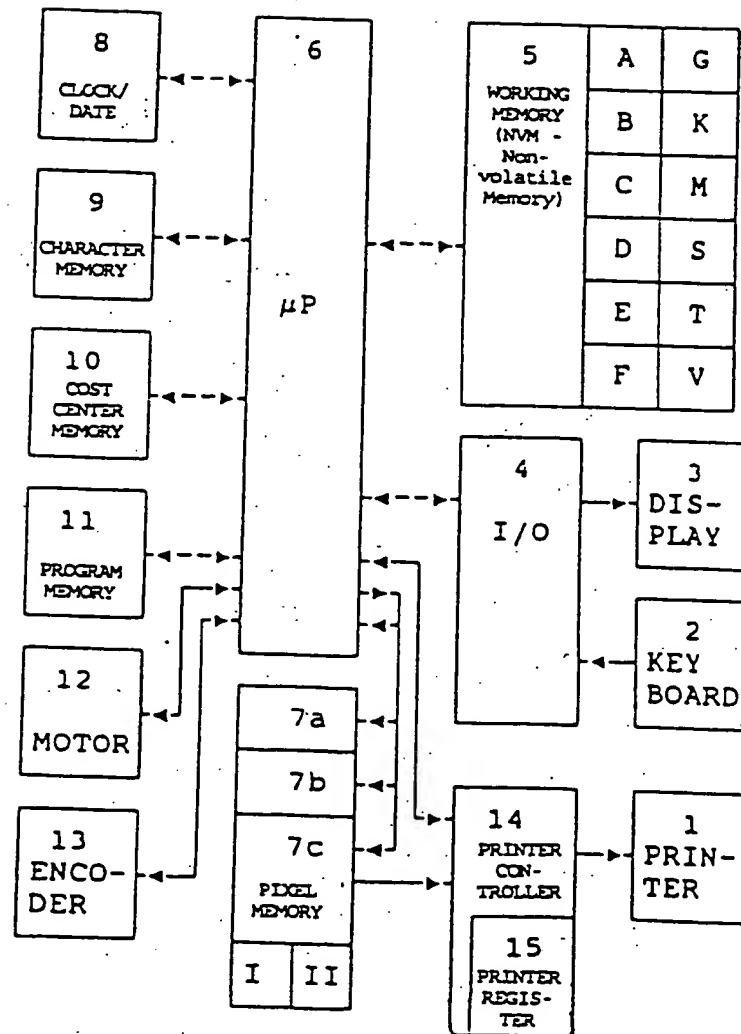 8
CLOCK/
DATE
6
μP
5
WORKING
MEMORY
(NVM -
Non-
volatile
Memory)
A
G
B
K
C
M
D
S
E
T
F
V
9
CHARACTER
MEMORY
10
COST
CENTER
MEMORY
11
PROGRAM
MEMORY
4
I/O
3
DIS-
PLAY
2
KEY
BOARD
12
MOTOR
13
ENCO-
DER
7a
7b
7c
PIXEL
MEMORY
I
II
14
PRINTER
CON-
TROLLER
15
PRINTER
REGIS-
TER
1
PRIN-
TER